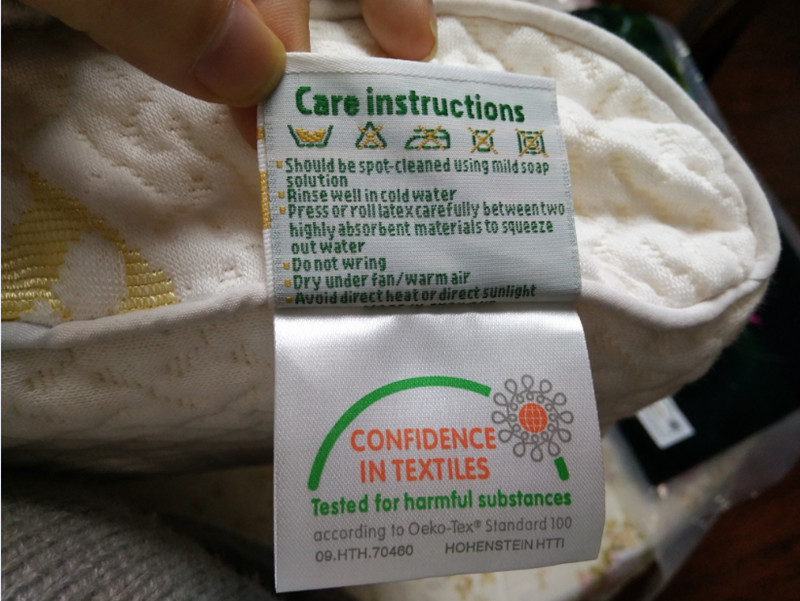 Care instructions
Should be spot-cleaned using mild soap
solution
Rinse well in cold water
Press or roll latex carefully between two
highly absorbent materials to squeeze
out water
Do not wring
Dry under fan/warm air
Avoid direct heat or direct sunlight
CONFIDENCE
IN TEXTILES
Tested for harmful substances
according to Oeko-Tex® Standard 100
09.HTH.70460 HOHENSTEIN HTTI